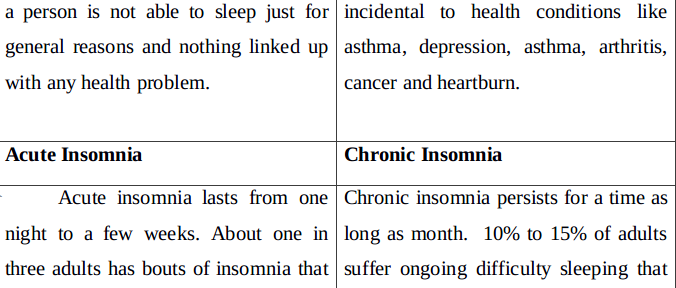 a person is not able to sleep just for
general reasons and nothing linked up
with any health problem.
incidental to health conditions like
asthma, depression, asthma, arthritis,
cancer and heartburn.
Acute Insomnia
Chronic Insomnia
Acute insomnia lasts from one
night to a few weeks. About one in
three adults has bouts of insomnia that
Chronic insomnia persists for a time as
long as month. 10% to 15% of adults
suffer ongoing difficulty sleeping that